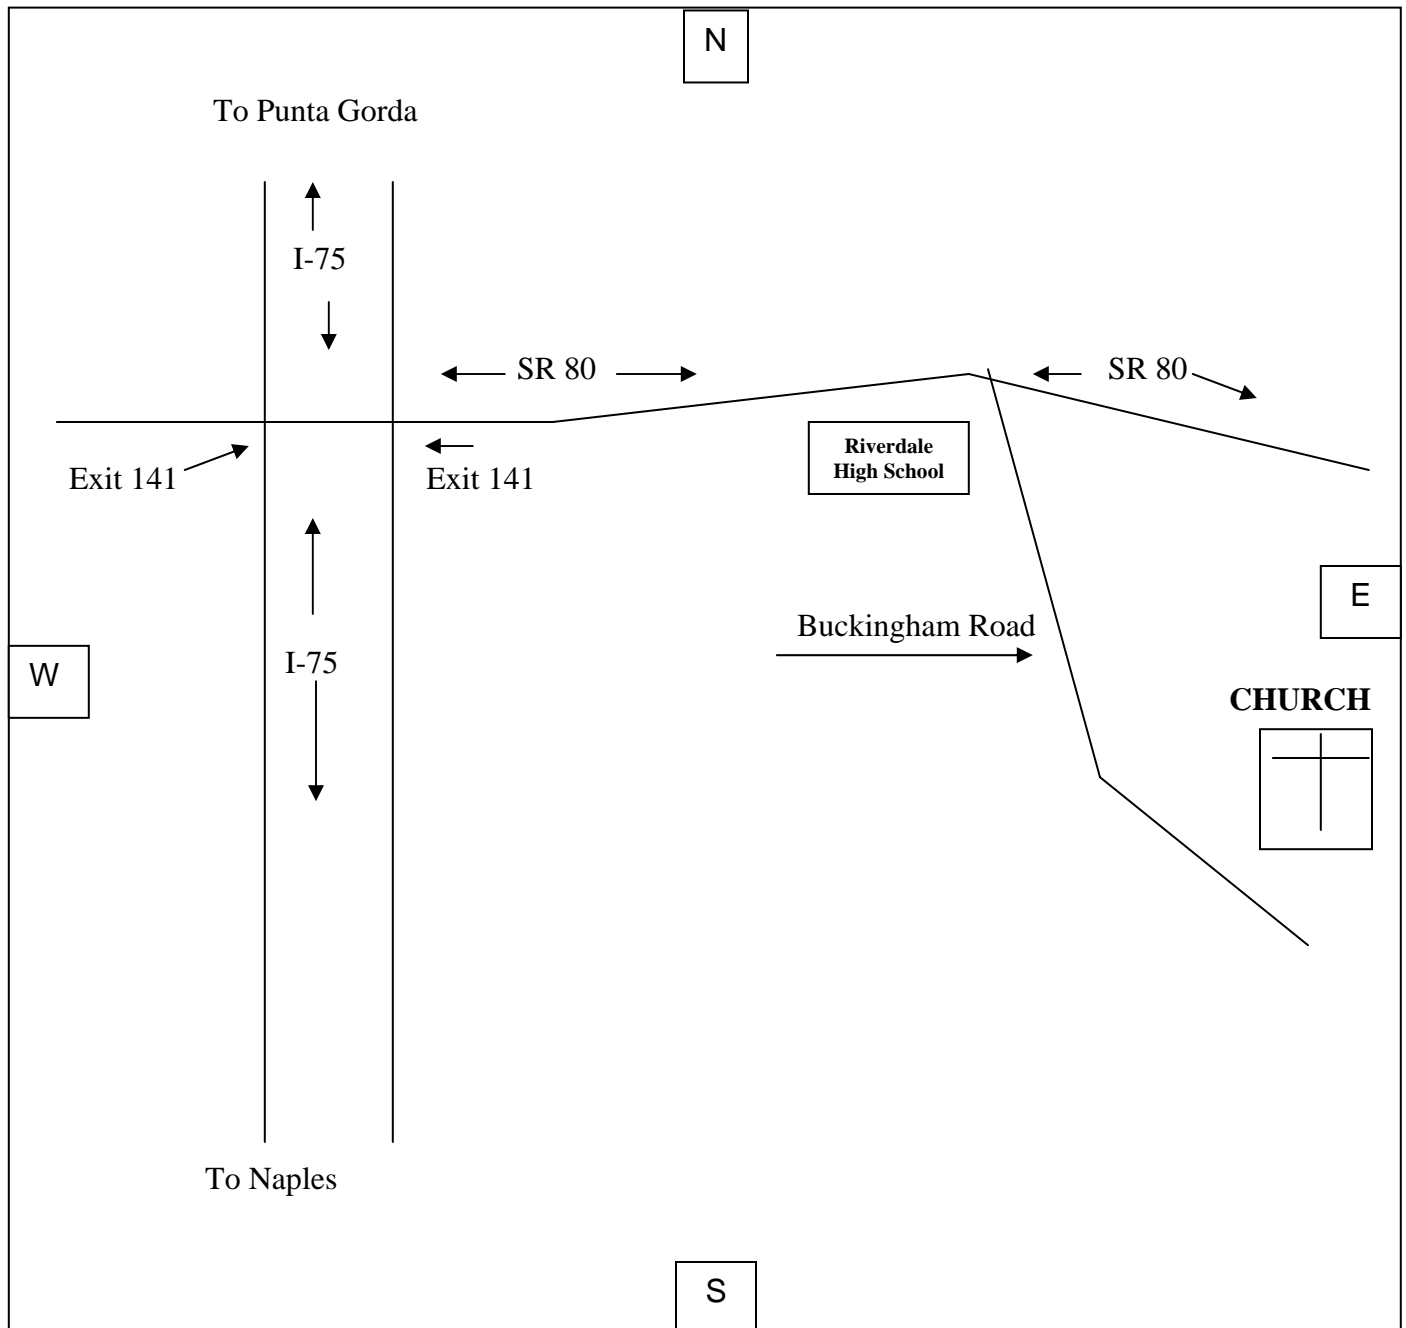 N
To Punta Gorda
I-75
SR 80
SR 80
Riverdale
High School
Exit 141
Exit 141
E
Buckingham Road
W
I-75
CHURCH
To Naples
S